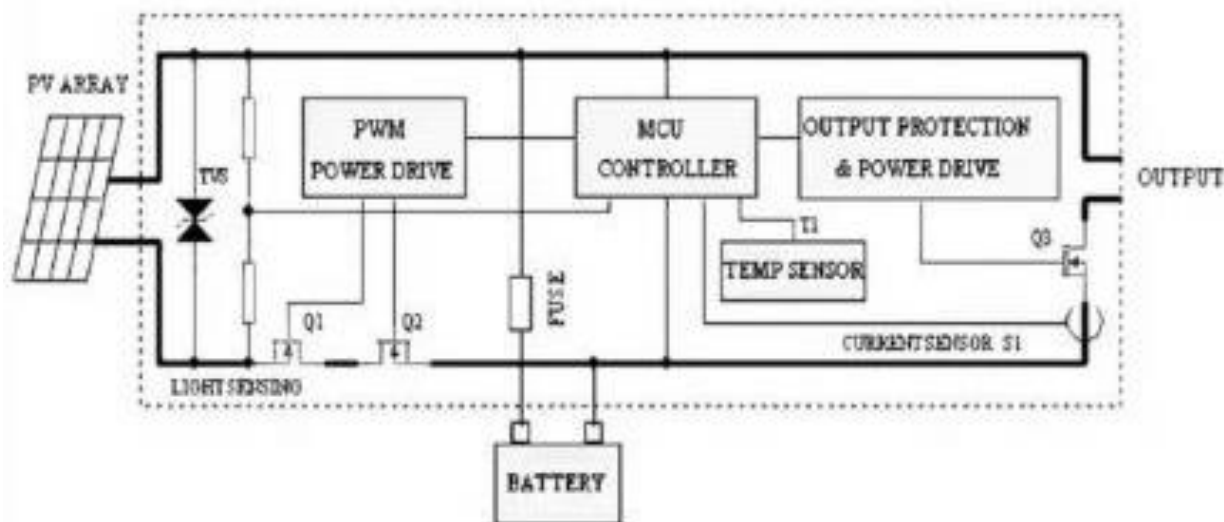 PV ARRAY
TVS
PWM
POWER DRIVE
MCU
CONTROLLER
OUTPUT PROTECTION
& POWER DRIVE
OUTPUT
T1
TEMP SENSOR
Q3
FUSE
Q1
Q2
CURRENTSENSOR S1
LIGHTSENSING
BATTERY